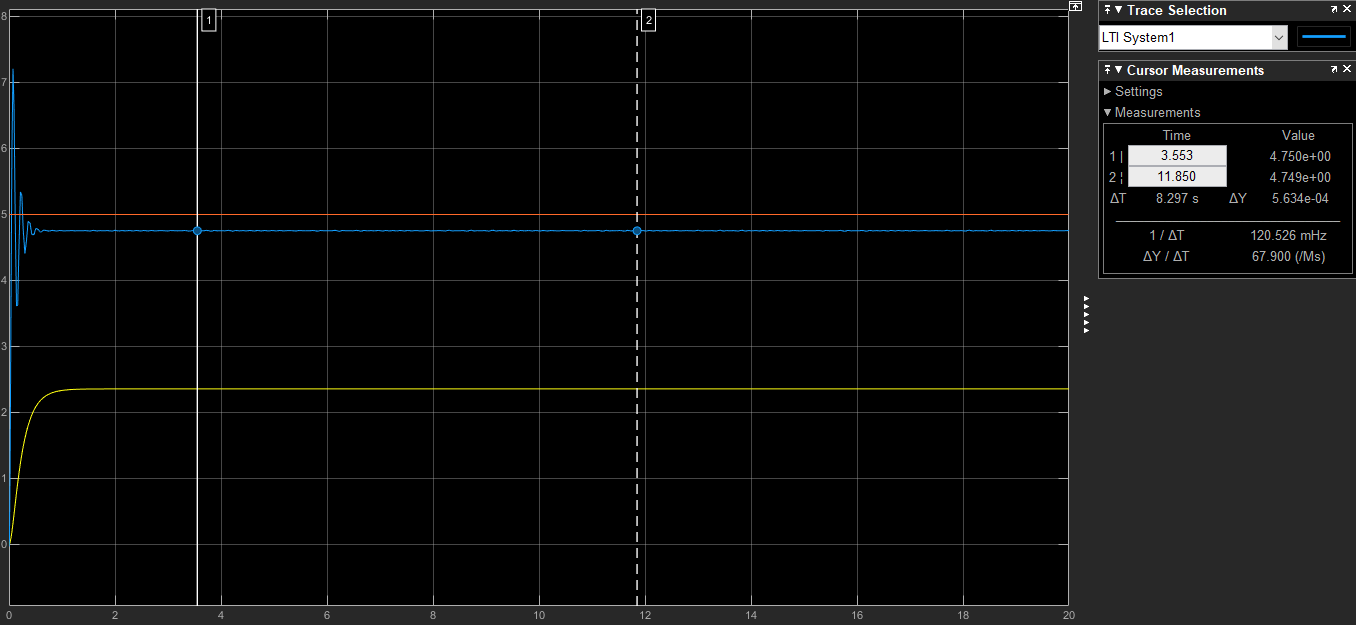 8
7
6
5
4
3
2
1
0
0 2 4 6 8 10 12 14 16 18 20
1
2
Trace Selection
LTI System1
Cursor Measurements
Settings
Measurements
Time Value
1 | 3.553 4.750e+00
2 ¦ 11.850 4.749e+00
ΔT 8.297 s ΔY 5.634e-04
1 / ΔT 120.526 mHz
ΔY / ΔT 67.900 (/Ms)